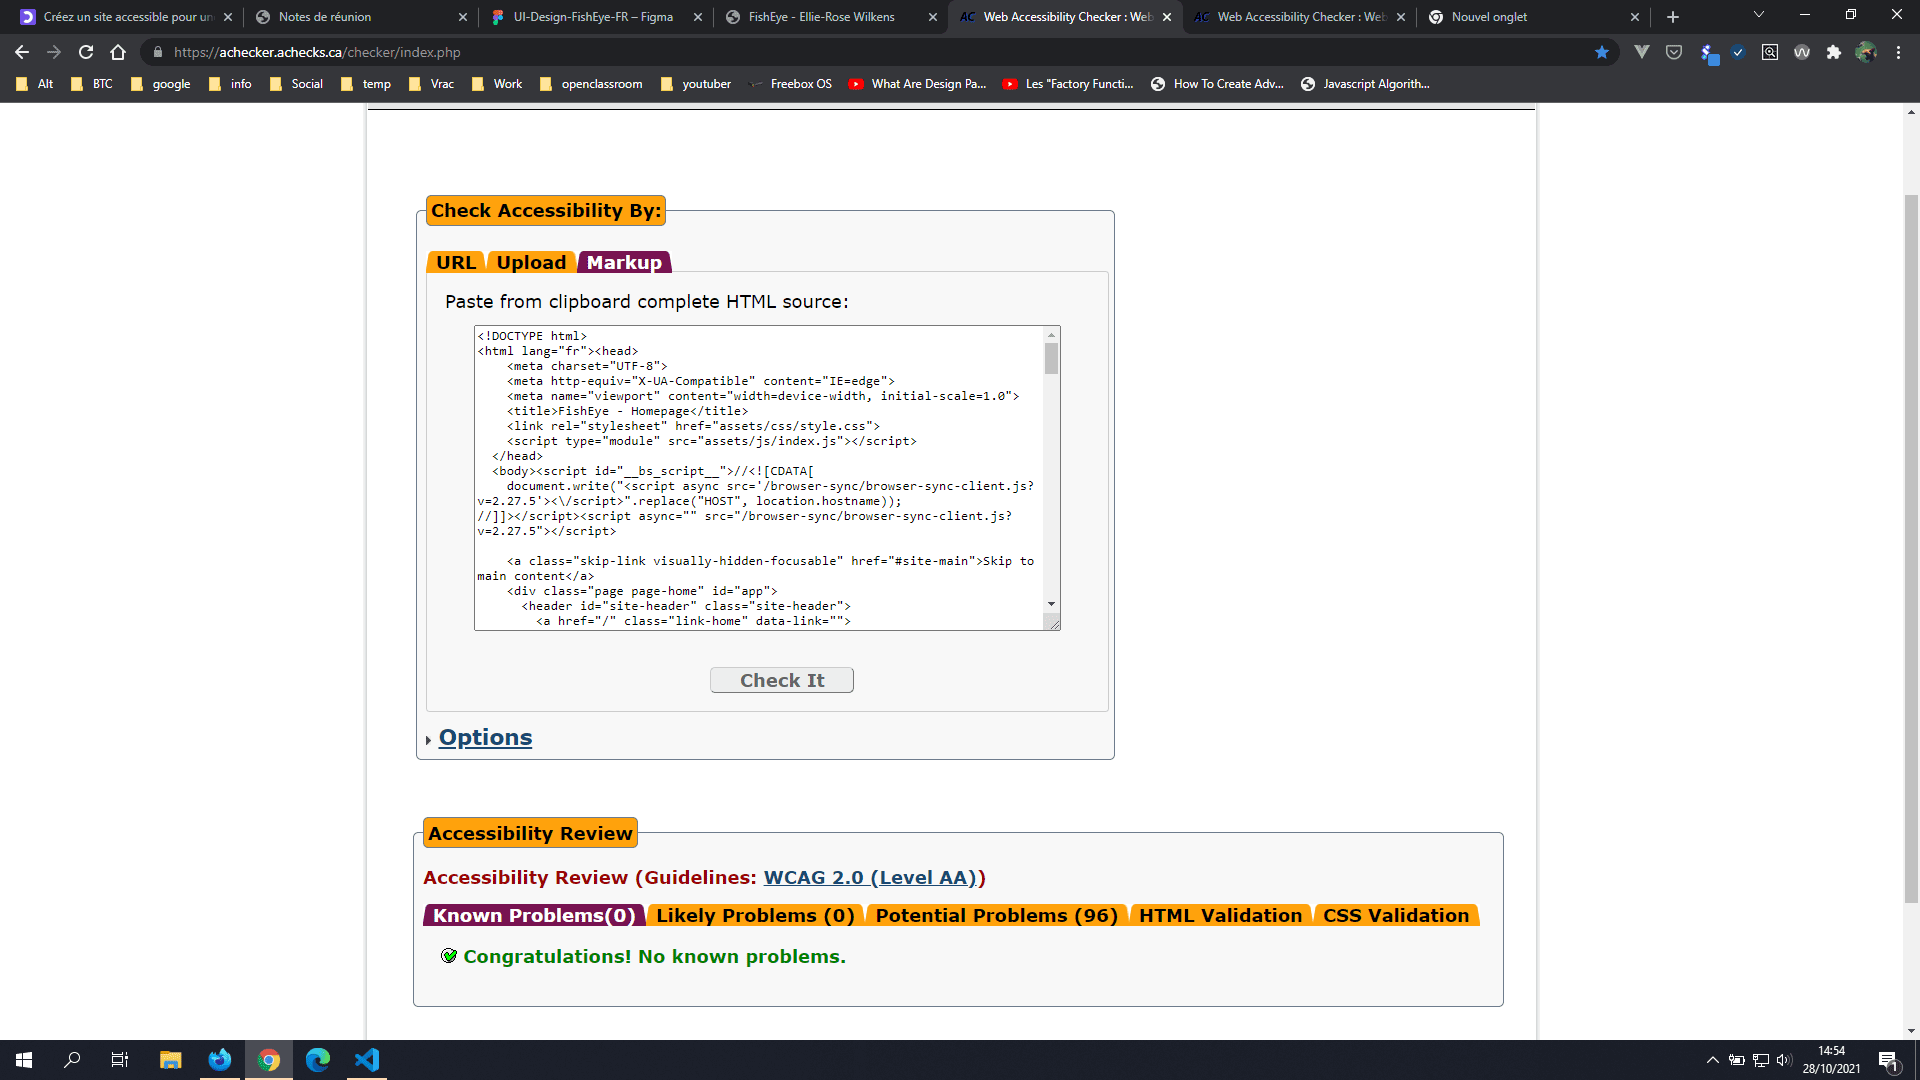 Créez un site accessible pour un
Notes de réunion
UI-Design-FishEye-FR – Figma
FishEye - Ellie-Rose Wilkens
AC Web Accessibility Checker : Web
AC Web Accessibility Checker : Web
Nouvel onglet
https://achecker.achecks.ca/checker/index.php
Alt
BTC
google
info
Social
temp
Vrac
Work
openclassroom
youtuber
Freebox OS
What Are Design Pa...
Les "Factory Functi...
How To Create Adv...
Javascript Algorith...
Check Accessibility By:
URL
Upload
Markup
Paste from clipboard complete HTML source:
<!DOCTYPE html>
<html lang="fr"><head>
<meta charset="UTF-8">
<meta http-equiv="X-UA-Compatible" content="IE=edge">
<meta name="viewport" content="width=device-width, initial-scale=1.0">
<title>FishEye - Homepage</title>
<link rel="stylesheet" href="assets/css/style.css">
<script type="module" src="assets/js/index.js"></script>
</head>
<body><script id="__bs_script__">//<![CDATA[
document.write("<script async src='/browser-sync/browser-sync-client.js?
v=2.27.5'><\/script>".replace("HOST", location.hostname));
//]]></script><script async="" src="/browser-sync/browser-sync-client.js?
v=2.27.5"></script>
<a class="skip-link visually-hidden-focusable" href="#site-main">Skip to
main content</a>
<div class="page page-home" id="app">
<header id="site-header" class="site-header">
<a href="/" class="link-home" data-link="">
Check It
Options
Accessibility Review
Accessibility Review (Guidelines: WCAG 2.0 (Level AA))
Known Problems(0)
Likely Problems (0)
Potential Problems (96)
HTML Validation
CSS Validation
Congratulations! No known problems.
14:54
28/10/2021
1